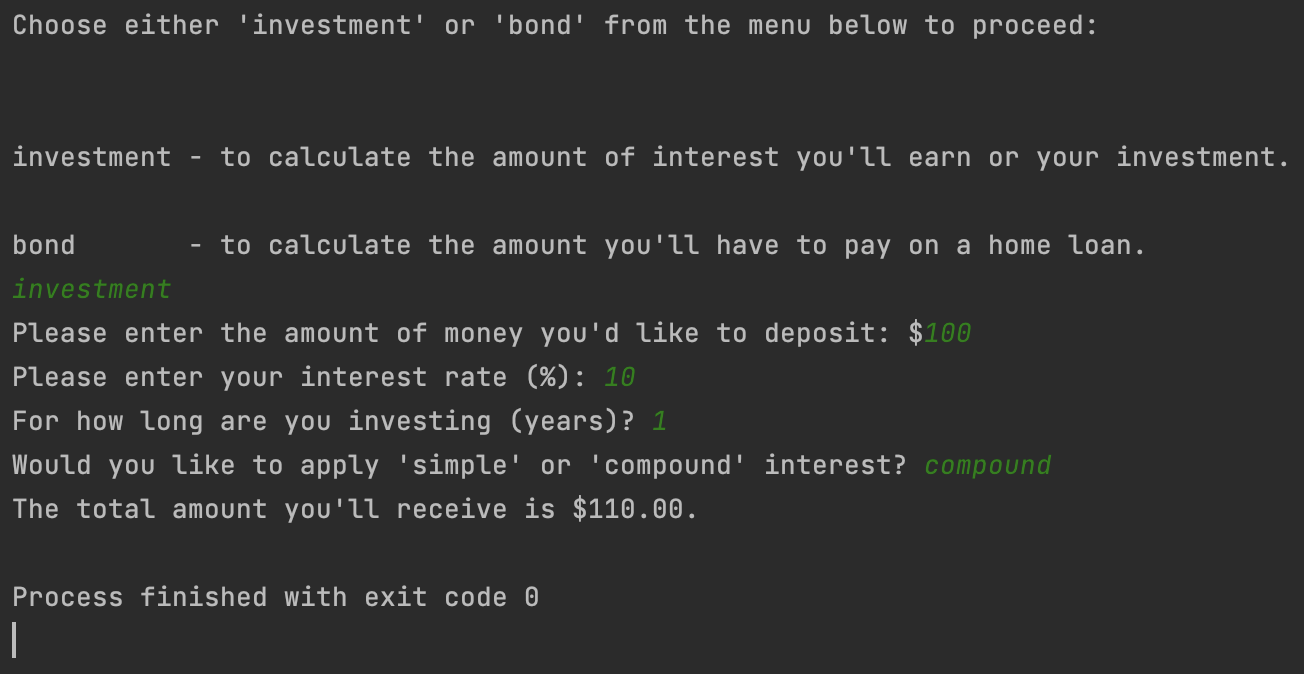 Choose either 'investment' or 'bond' from the menu below to proceed:
investment - to calculate the amount of interest you'll earn or your investment.
bond       - to calculate the amount you'll have to pay on a home loan.
investment
Please enter the amount of money you'd like to deposit: $100
Please enter your interest rate (%): 10
For how long are you investing (years)? 1
Would you like to apply 'simple' or 'compound' interest? compound
The total amount you'll receive is $110.00.
Process finished with exit code 0